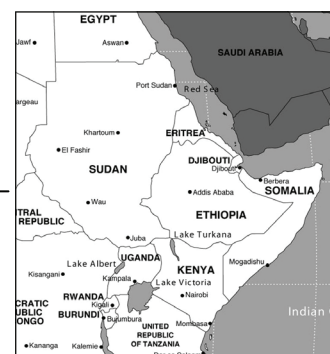 EGYPT
Jawf
Aswan
SAUDI ARABIA
Port Sudan
Red Sea
argeau
Khartoum
ERITREA
El Fashir
DJIBOUTI
Djibouti
SUDAN
Berbera
Addis Ababa
SOMALIA
Wau
ETHIOPIA
TRAL
REPUBLIC
Juba
Lake Turkana
UGANDA
Mogadishu
Lake Albert
KENYA
Kisangani
Kampala
Lake Victoria
RWANDA
Nairobi
CRATIC
UBLIC
ONGO
Kigali
BURUNDI
Bujumbura
Indian
Mombasa
UNITED
REPUBLIC
OF TANZANIA
Kananga
Kalemie